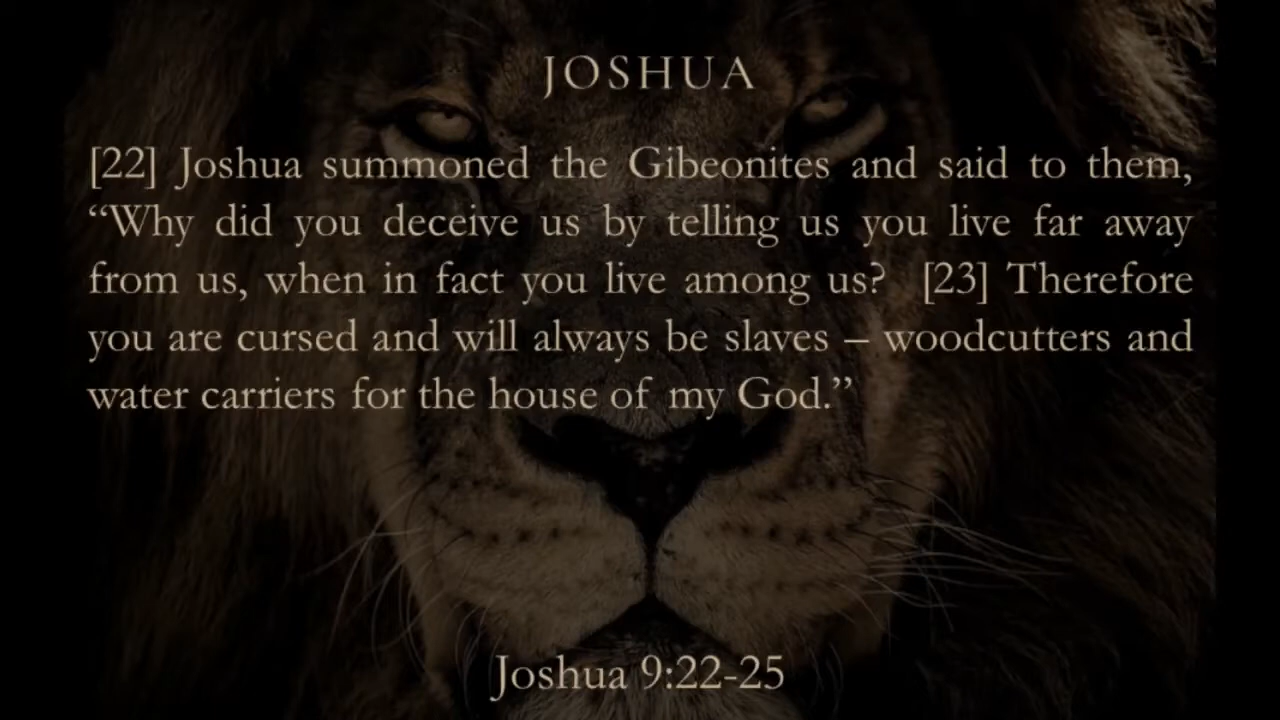 JOSHUA
[22] Joshua summoned the Gibeonites and said to them,
“Why did you deceive us by telling us you live far away
from us, when in fact you live among us?  [23] Therefore
you are cursed and will always be slaves – woodcutters and
water carriers for the house of my God.”
Joshua 9:22-25